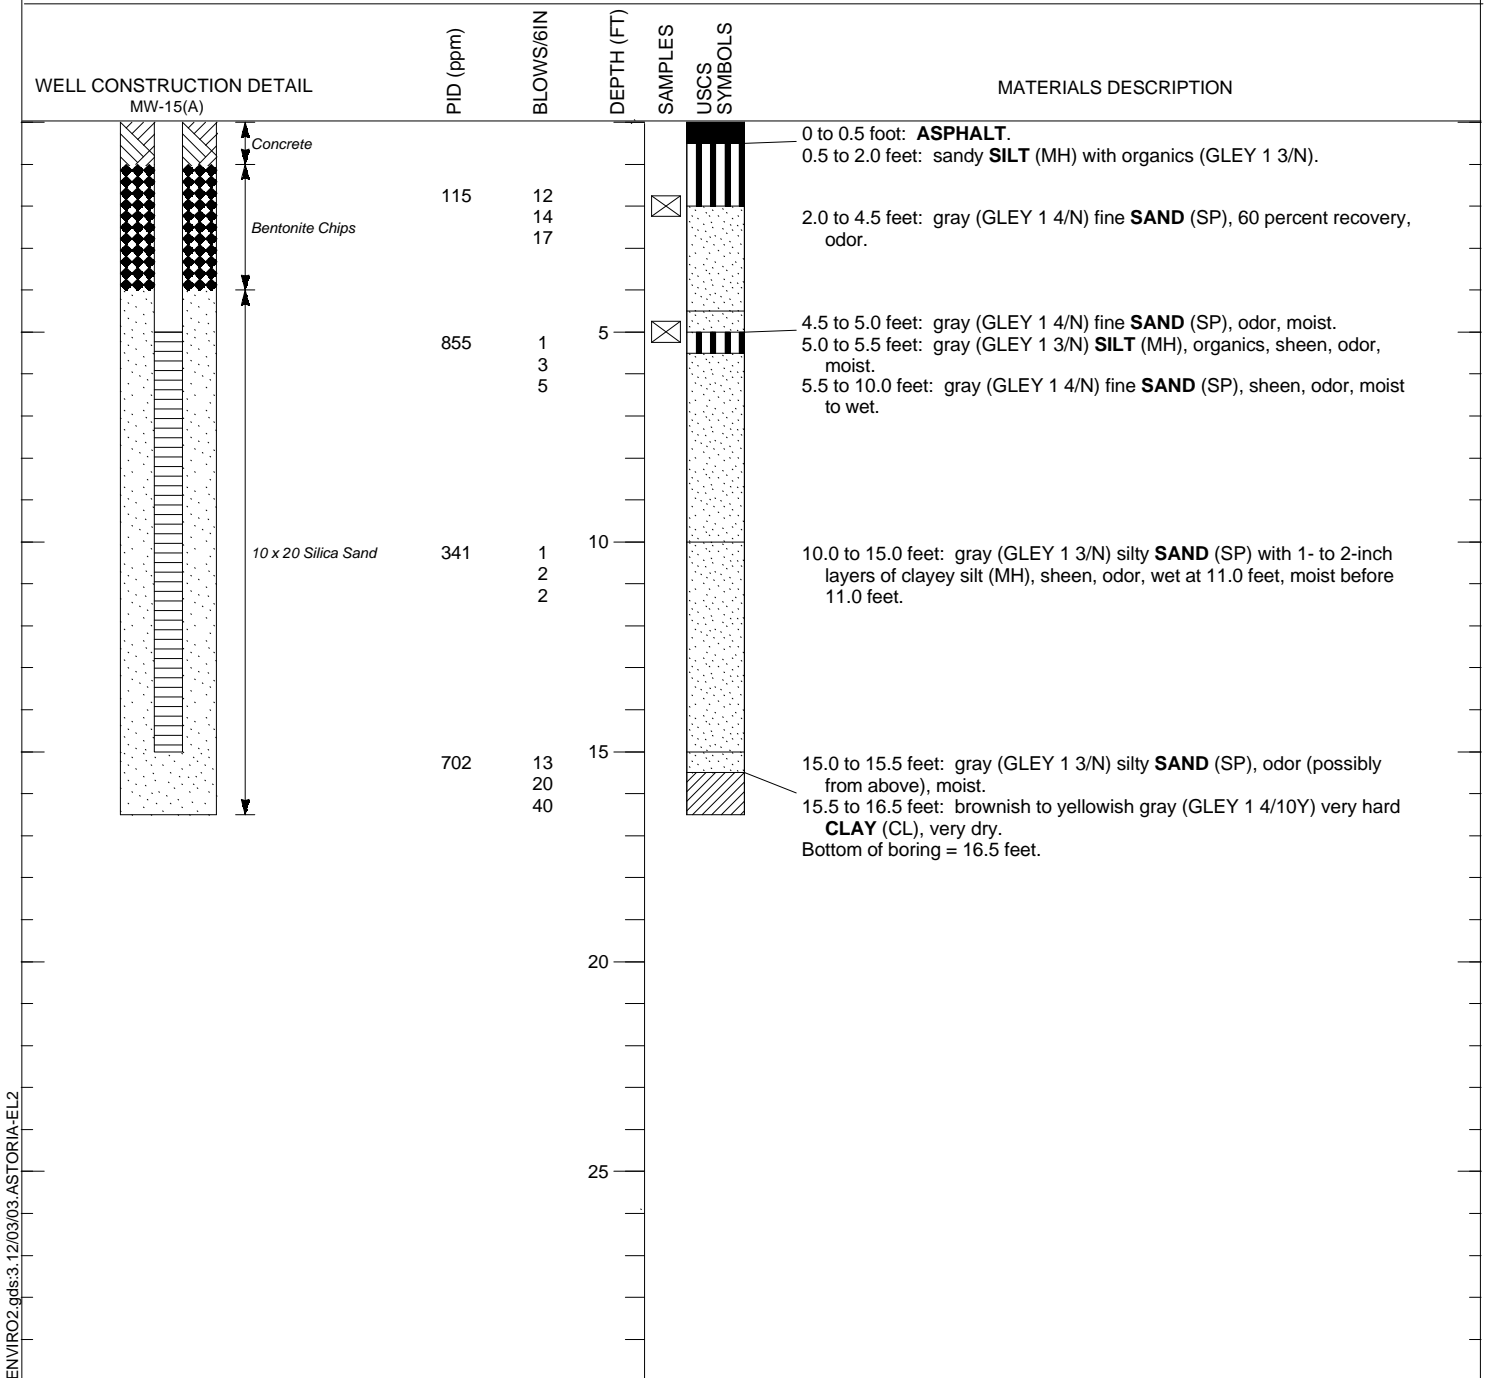 WELL CONSTRUCTION DETAIL
MW-15(A)
PID (ppm)
BLOWS/6IN
DEPTH (FT)
SAMPLES
USCS
SYMBOLS
MATERIALS DESCRIPTION
Concrete
0 to 0.5 foot: ASPHALT.
0.5 to 2.0 feet: sandy SILT (MH) with organics (GLEY 1 3/N).
115
12
14
17
Bentonite Chips
2.0 to 4.5 feet: gray (GLEY 1 4/N) fine SAND (SP), 60 percent recovery,
odor.
5
4.5 to 5.0 feet: gray (GLEY 1 4/N) fine SAND (SP), odor, moist.
855
1
3
5
5.0 to 5.5 feet: gray (GLEY 1 3/N) SILT (MH), organics, sheen, odor,
moist.
5.5 to 10.0 feet: gray (GLEY 1 4/N) fine SAND (SP), sheen, odor, moist
to wet.
10
10 x 20 Silica Sand
341
1
2
2
10.0 to 15.0 feet: gray (GLEY 1 3/N) silty SAND (SP) with 1- to 2-inch
layers of clayey silt (MH), sheen, odor, wet at 11.0 feet, moist before
11.0 feet.
15
702
13
20
40
15.0 to 15.5 feet: gray (GLEY 1 3/N) silty SAND (SP), odor (possibly
from above), moist.
15.5 to 16.5 feet: brownish to yellowish gray (GLEY 1 4/10Y) very hard
CLAY (CL), very dry.
Bottom of boring = 16.5 feet.
20
25
ENVIRO2.gds:3.12/03/03.ASTORIA-EL2